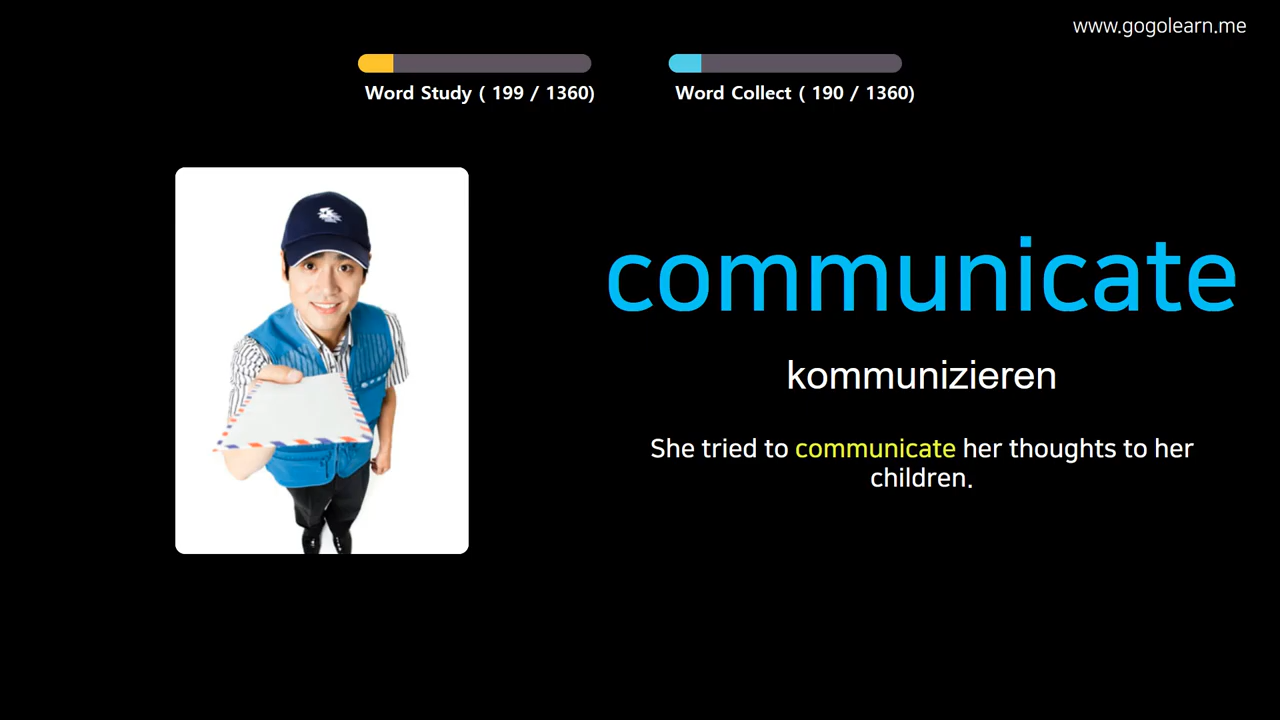 www.gogolearn.me
Word Study ( 199 / 1360)
Word Collect ( 190 / 1360)
communicate
kommunizieren
She tried to communicate her thoughts to her
children.